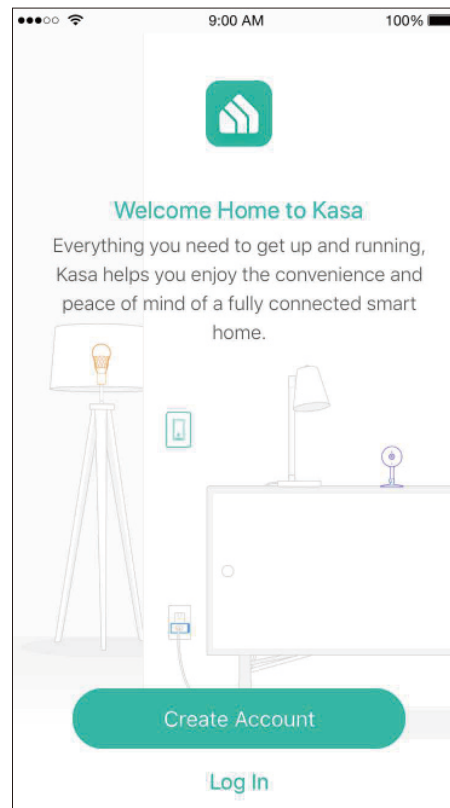 9:00 AM
100%
Welcome Home to Kasa
Everything you need to get up and running,
Kasa helps you enjoy the convenience and
peace of mind of a fully connected smart
home.
Create Account
Log In